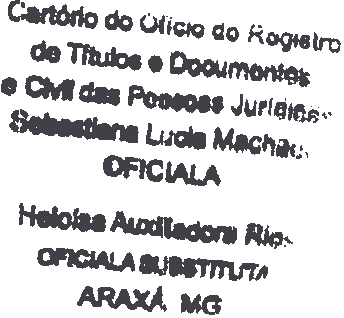 Cartório do Ofício do Registro
de Títulos e Documentos
e Civil das Pessoas Jurídicas
Sebastiana Lucia Machado
OFICIALA
Heloisa Auxiliadora
OFICIALA SUBSTITUTA
ARAXÁ MG